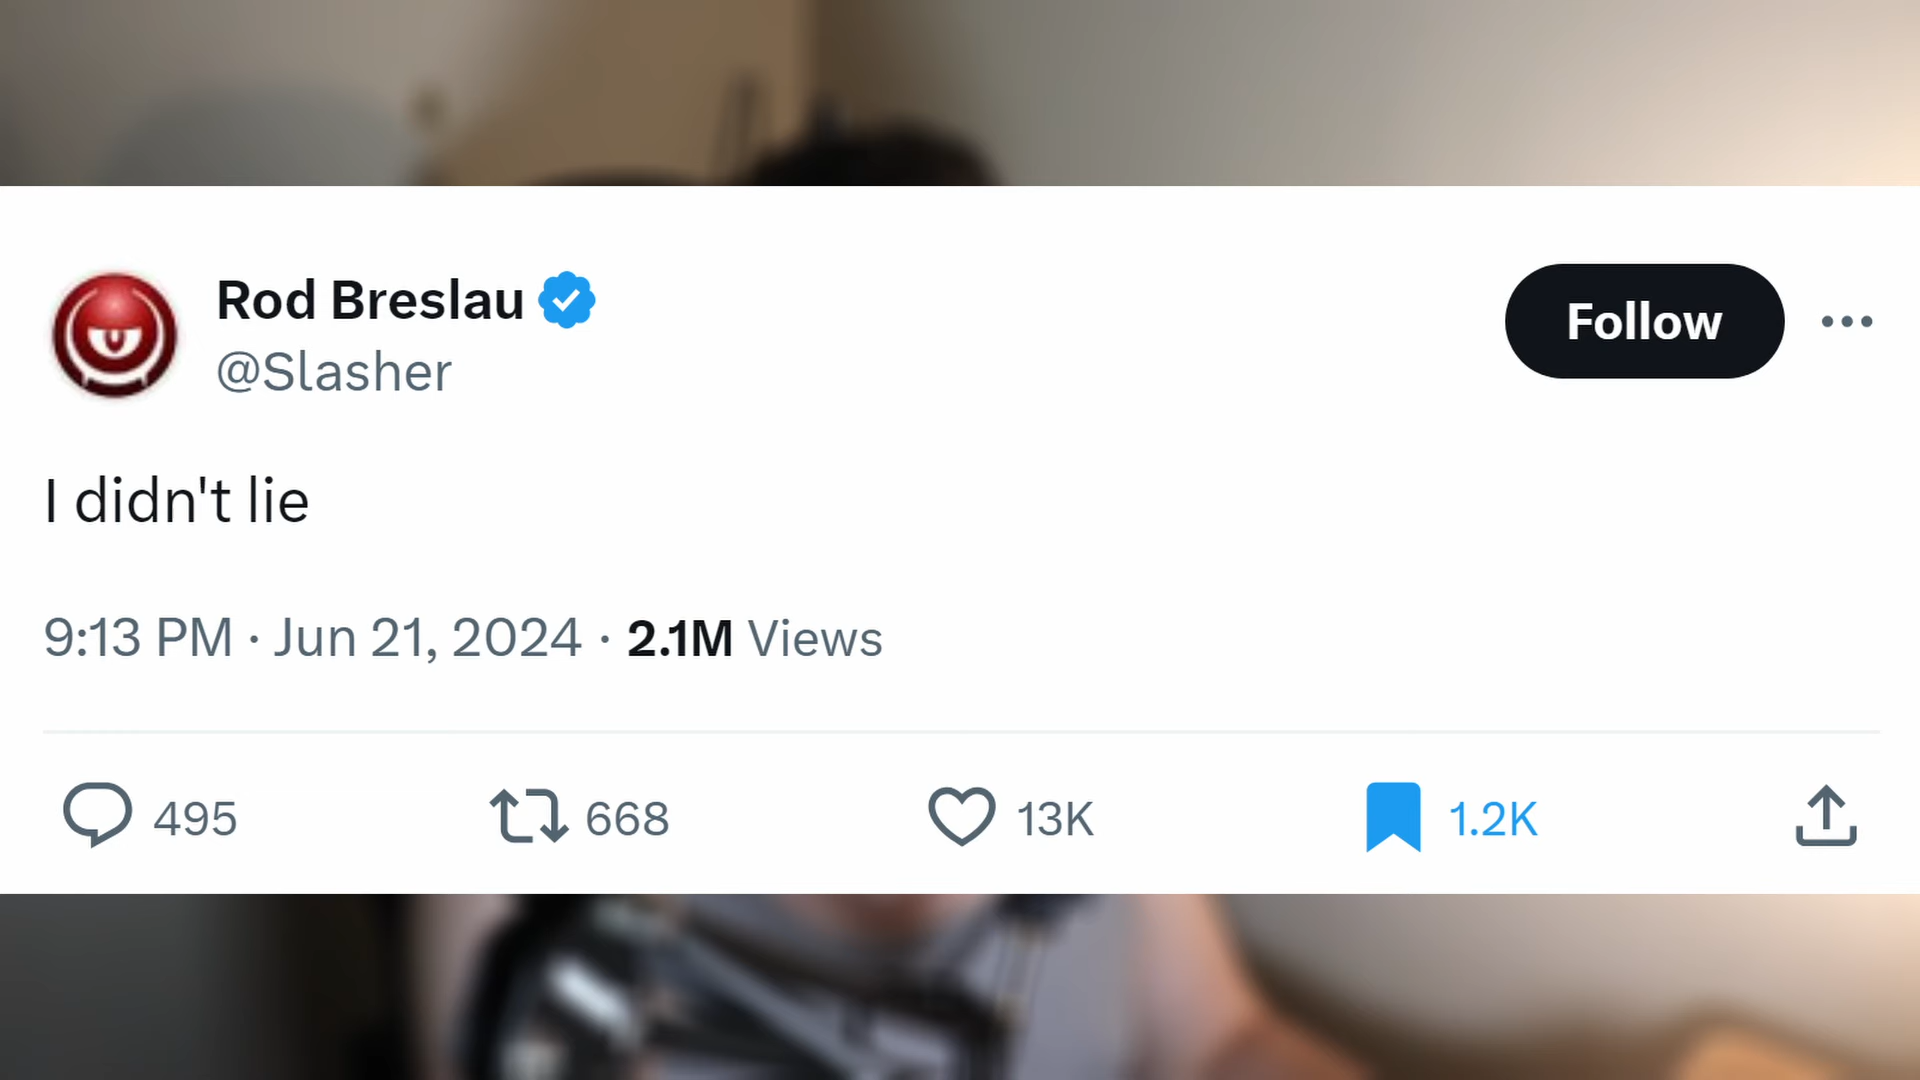 Rod Breslau
@Slasher
Follow
I didn't lie
9:13 PM · Jun 21, 2024 · 2.1M Views
495 668 13K 1.2K